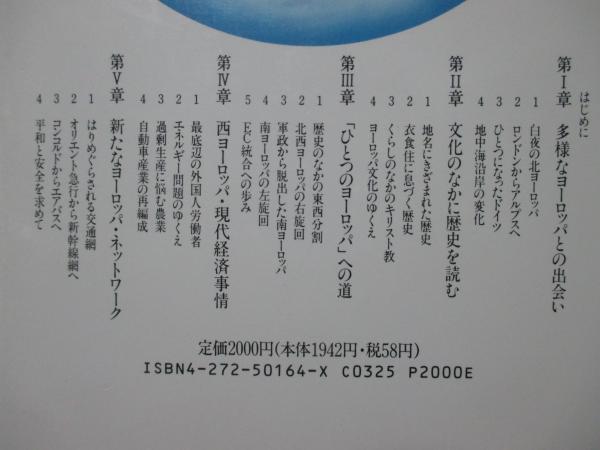 はじめに
第Ⅰ章 多様なヨーロッパとの出会い
1 白夜の北ヨーロッパ
2 ロンドンからアルプスへ
3 ひとつになったドイツ
4 地中海沿岸の変化
第Ⅱ章 文化のなかに歴史を読む
1 地名にきざまれた歴史
2 衣食住に息づく歴史
3 くらしのなかのキリスト教
4 ヨーロッパ文化のゆくえ
第Ⅲ章 「ひとつのヨーロッパ」への道
1 歴史のなかの東西分割
2 北西ヨーロッパの右旋回
3 軍政から脱出した南ヨーロッパ
4 南ヨーロッパの左旋回
5 EC統合への歩み
第Ⅳ章 西ヨーロッパ・現代経済事情
1 最底辺の外国人労働者
2 エネルギー問題のゆくえ
3 過剰生産に悩む農業
4 自動車産業の再編成
第Ⅴ章 新たなヨーロッパ・ネットワーク
1 はりめぐらされる交通網
2 オリエント急行から新幹線網へ
3 コンコルドからエアバスへ
4 平和と安全を求めて
定価2000円(本体1942円・税58円)
ISBN4-272-50164-X C0325 P2000E